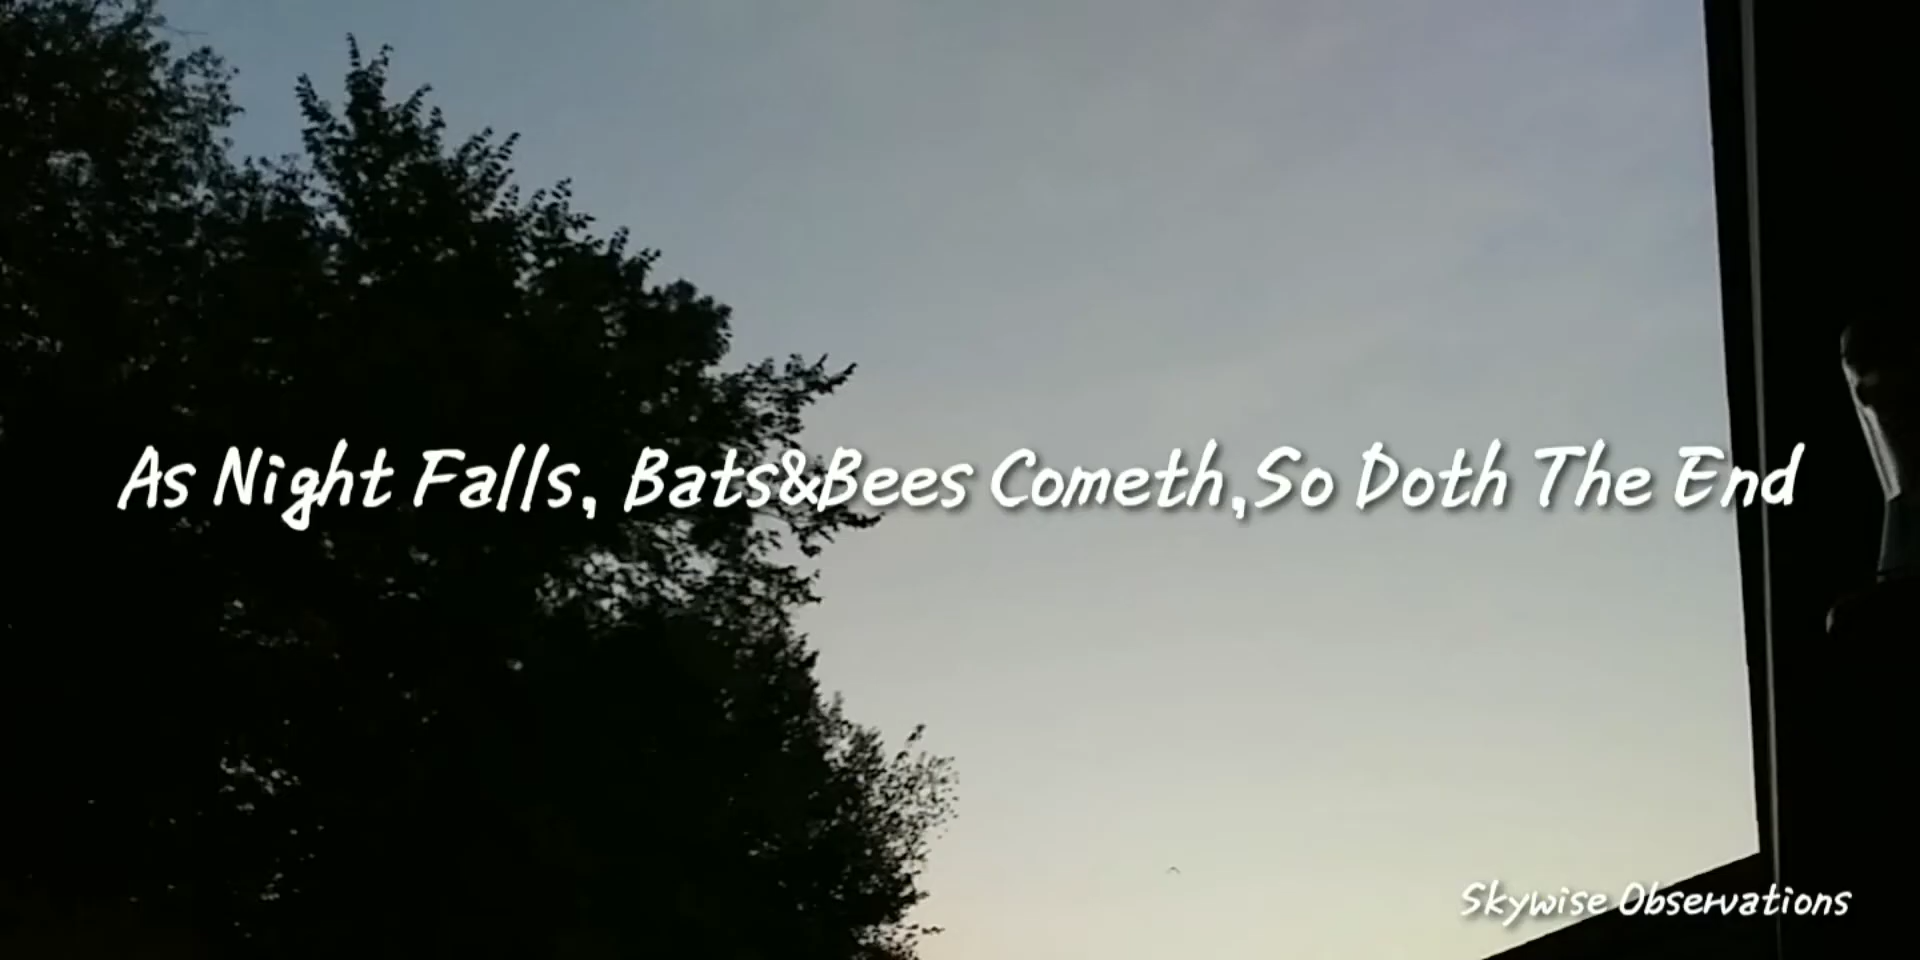 As Night Falls, Bats&Bees Cometh,So Doth The End
Skywise Observations